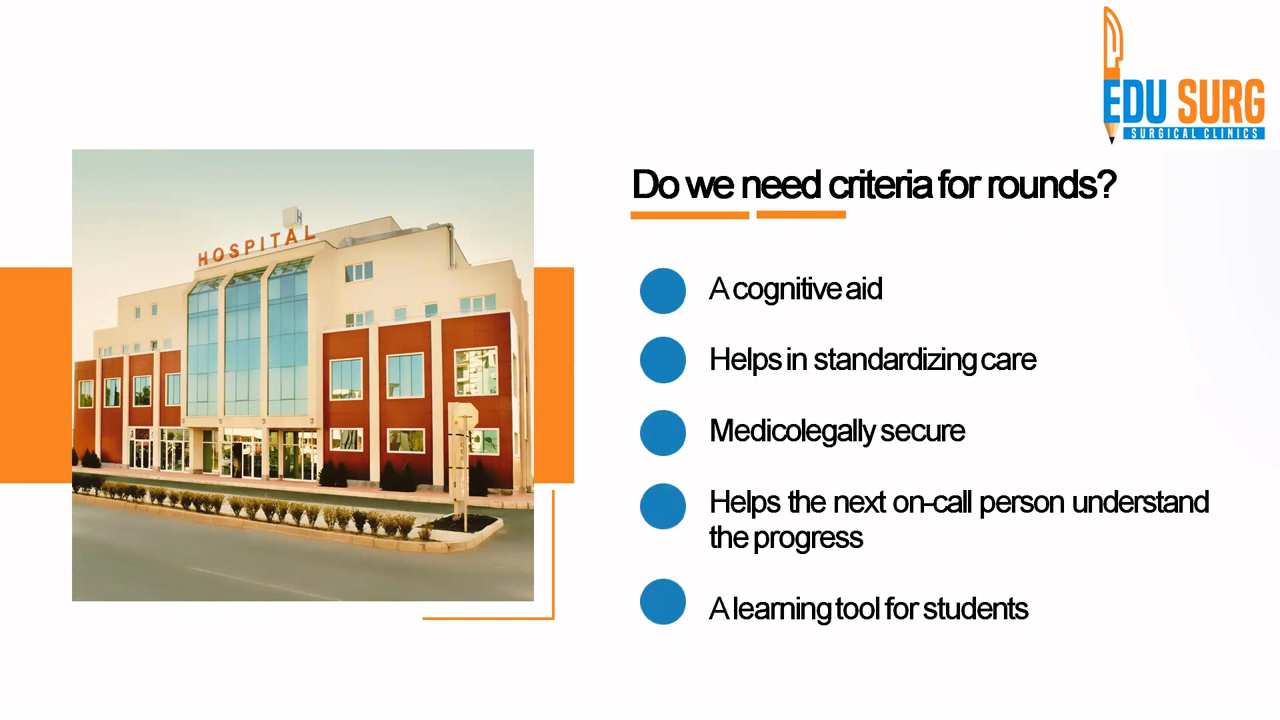 EDU SURG
SURGICAL CLINICS
HOSPITAL
H
Do we need criteria for rounds?
A cognitive aid
Helps in standardizing care
Medicolegally secure
Helps the next on-call person understand
the progress
A learning tool for students